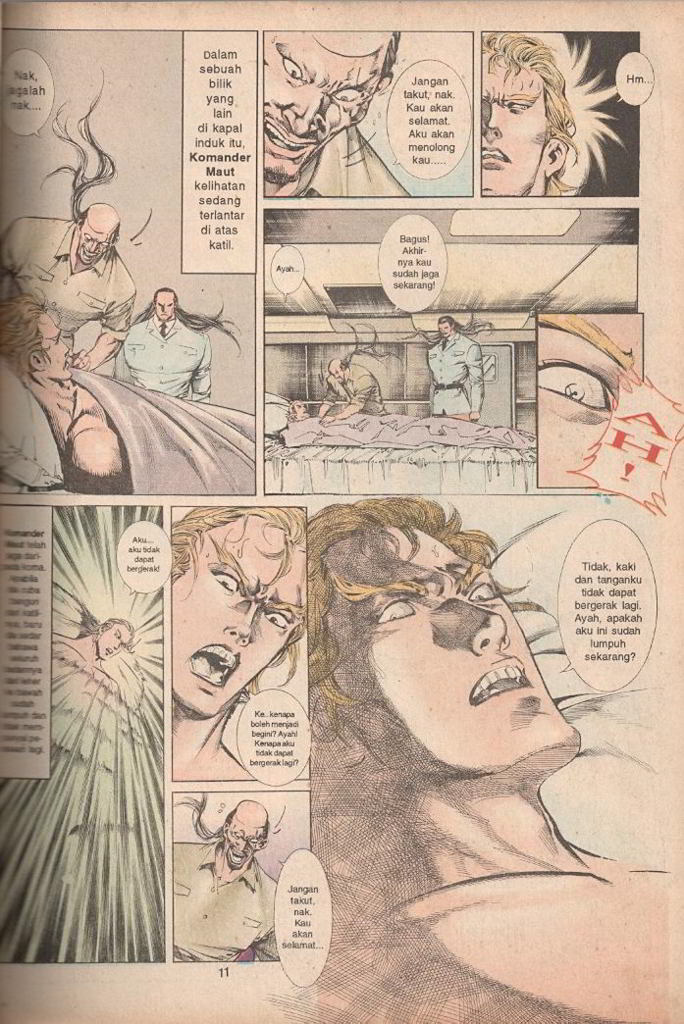 Nak,
Dalam
sebuah
bilik
yang
lain
di kapal
induk itu,
Komander
Maut
kelihatan
sedang
terlantar
di atas
katil.
Jangan
takut, nak.
Kau akan
selamat.
Aku akan
menolong
kau.....
Hm...
Ayah...
Bagus!
Akhir-
nya kau
sudah jaga
sekarang!
AH!
Komander
Maut telah
Aku....
aku tidak
dapat
bergerak!
Ke..kenapa
boleh menjadi
begini? Ayah!
Kenapa aku
tidak dapat
bergerak lagi?
Tidak, kaki
dan tanganku
tidak dapat
bergerak lagi.
Ayah, apakah
aku ini sudah
lumpuh
sekarang?
Jangan
takut,
nak.
Kau
akan
selamat...
11